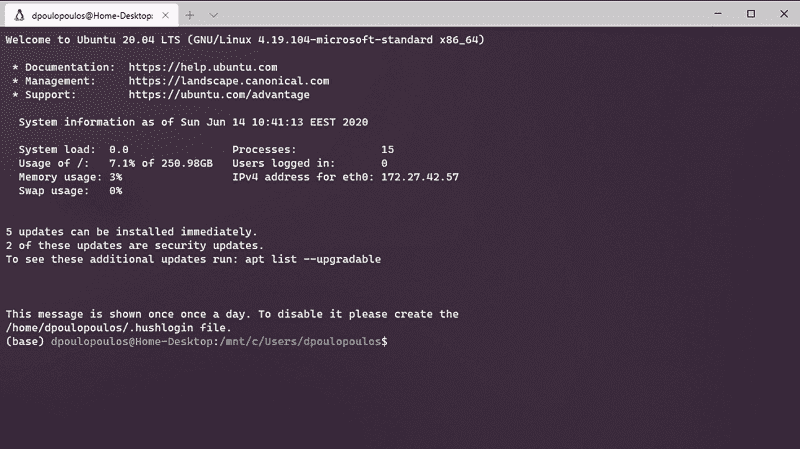 dpoulopoulos@Home-Desktop:
Welcome to Ubuntu 20.04 LTS (GNU/Linux 4.19.104-microsoft-standard x86_64)
* Documentation:  https://help.ubuntu.com
* Management:     https://landscape.canonical.com
* Support:        https://ubuntu.com/advantage
System information as of Sun Jun 14 10:41:13 EEST 2020
System load:  0.0                Processes:             15
Usage of /:   7.1% of 250.98GB   Users logged in:       0
Memory usage: 3%                 IPv4 address for eth0: 172.27.42.57
Swap usage:   0%
5 updates can be installed immediately.
2 of these updates are security updates.
To see these additional updates run: apt list --upgradable
This message is shown once once a day. To disable it please create the
/home/dpoulopoulos/.hushlogin file.
(base) dpoulopoulos@Home-Desktop:/mnt/c/Users/dpoulopoulos$